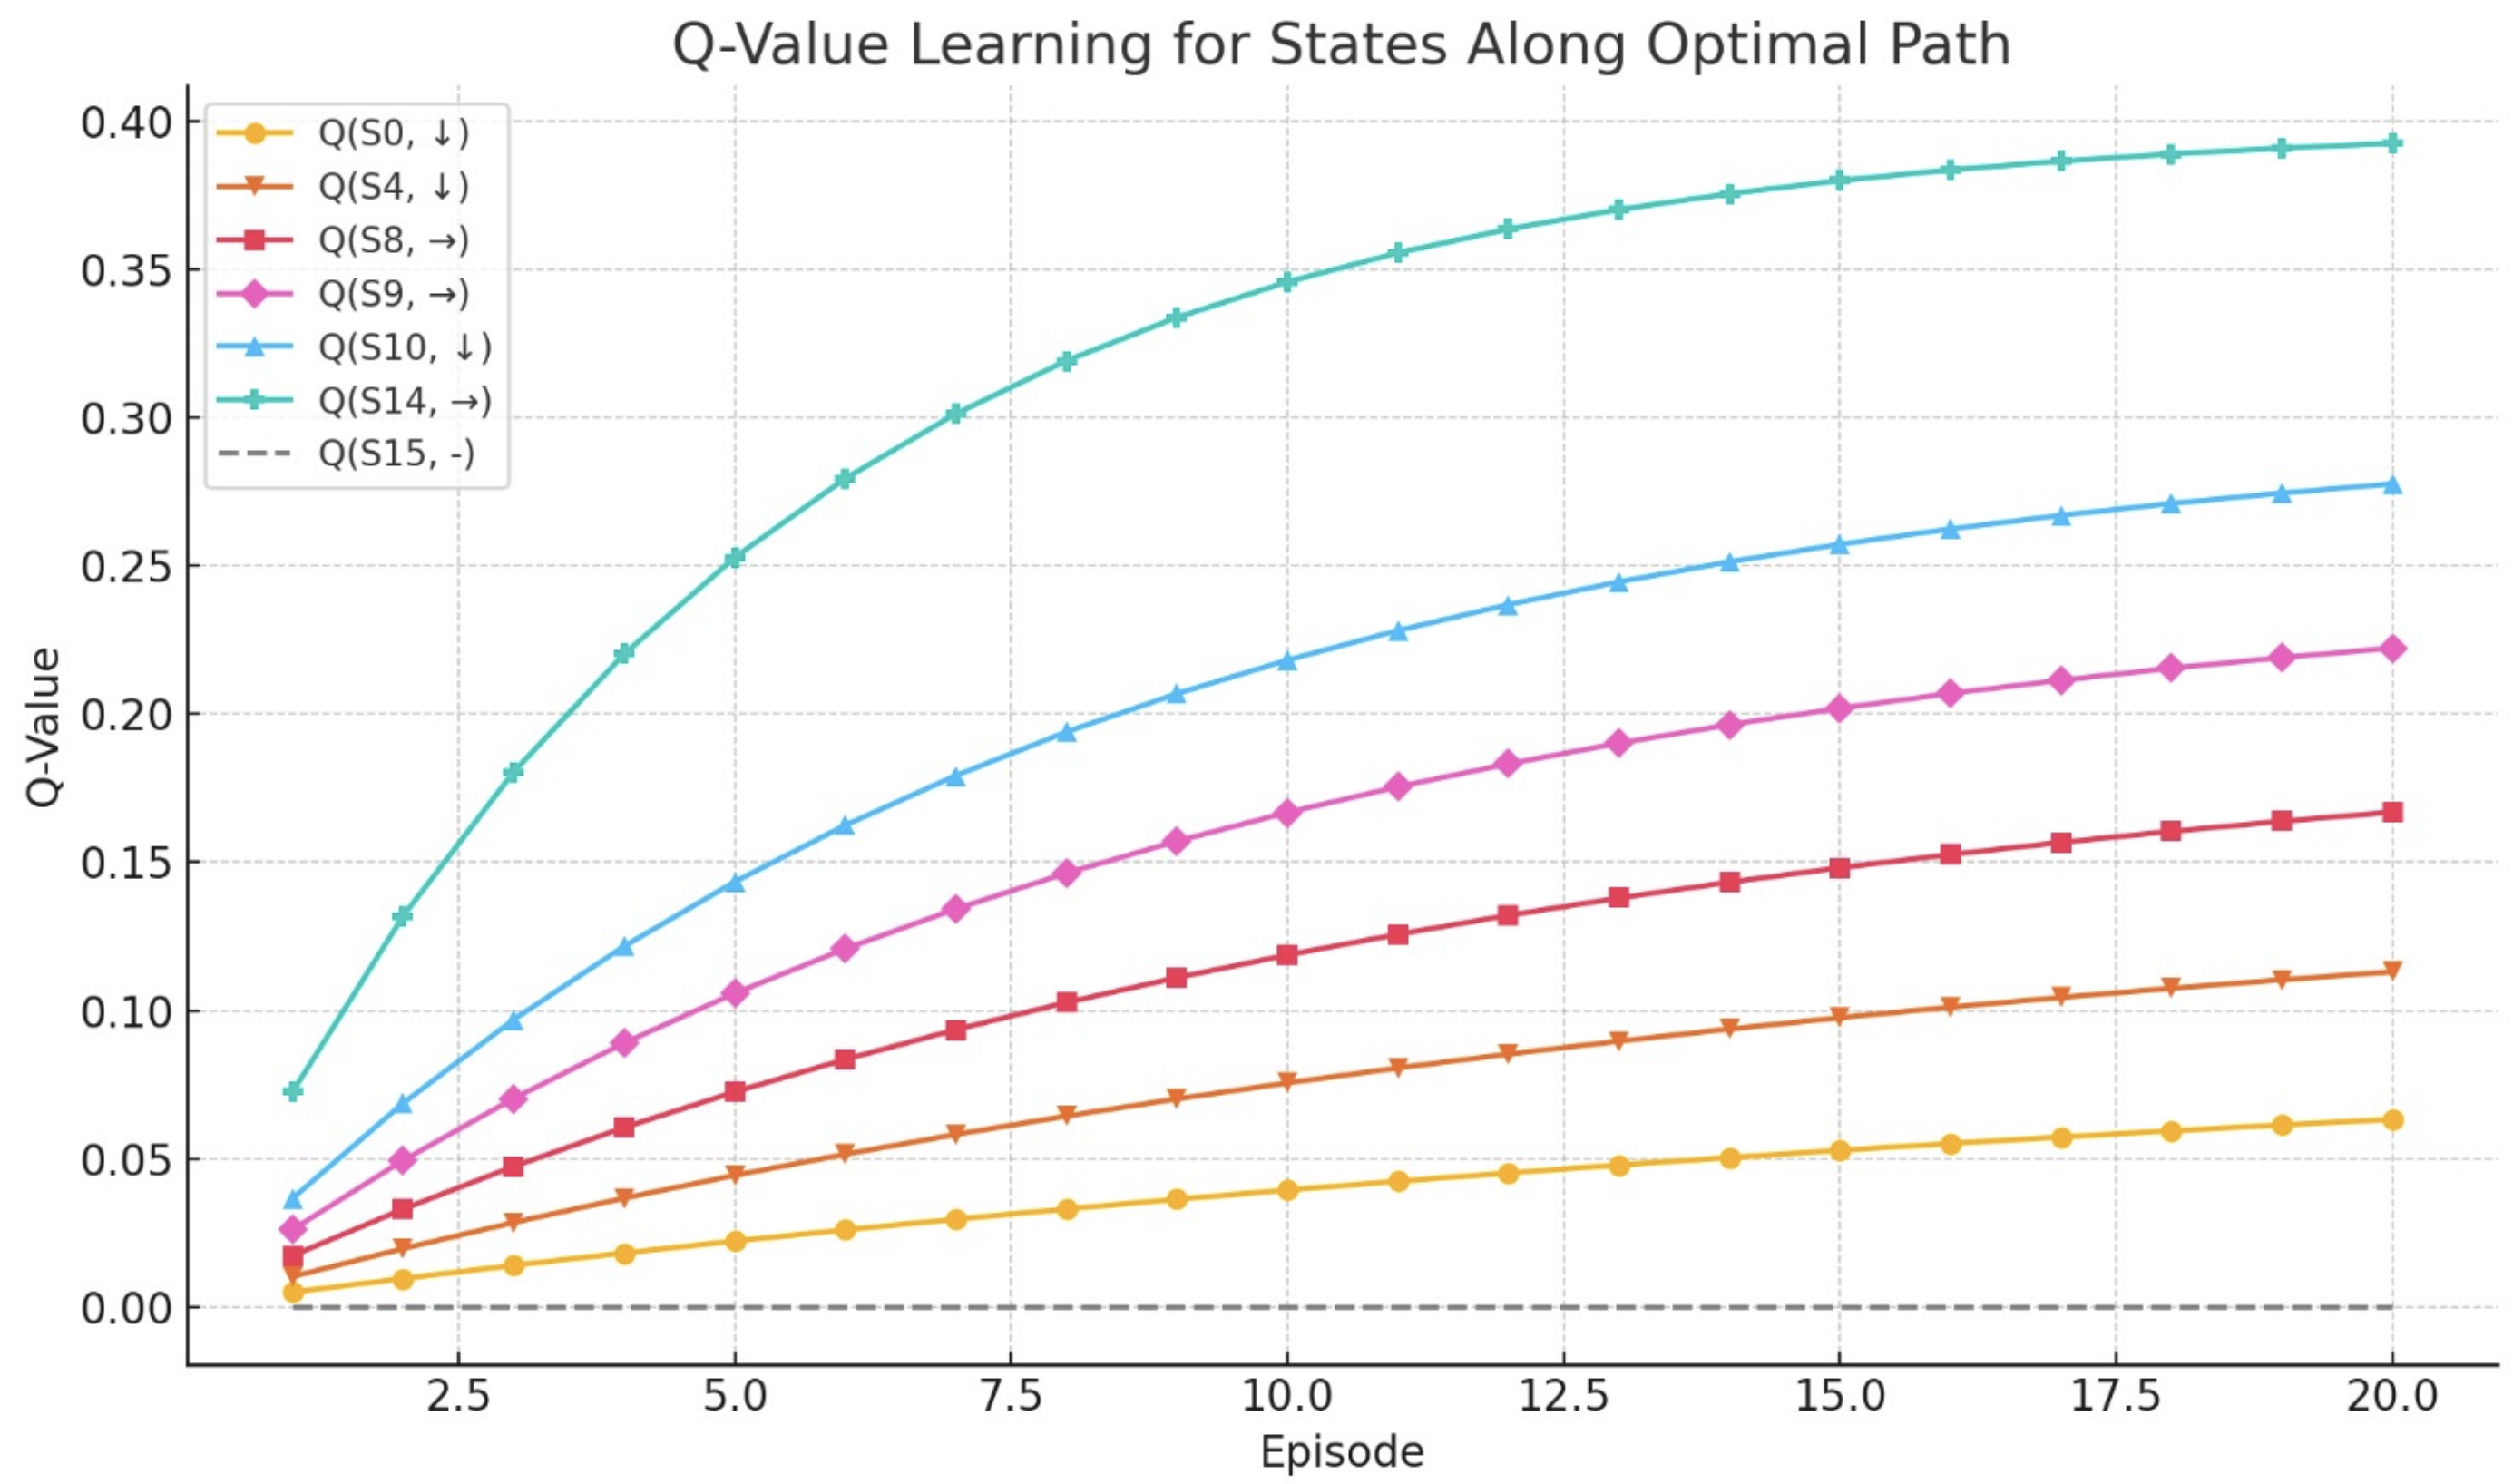 Q-Value Learning for States Along Optimal Path
Q(S0, ↓)
Q(S4, ↓)
Q(S8, →)
Q(S9, →)
Q(S10, ↓)
Q(S14, →)
Q(S15, -)
0.40
0.35
0.30
0.25
0.20
0.15
0.10
0.05
0.00
Q-Value
2.5 5.0 7.5 10.0 12.5 15.0 17.5 20.0
Episode